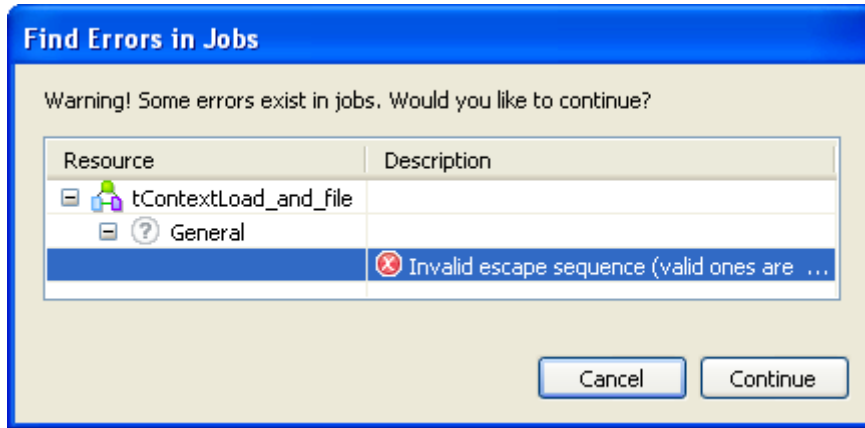 Find Errors in Jobs
Warning! Some errors exist in jobs. Would you like to continue?
Resource Description
tContextLoad_and_file
General
Invalid escape sequence (valid ones are ...
Cancel Continue